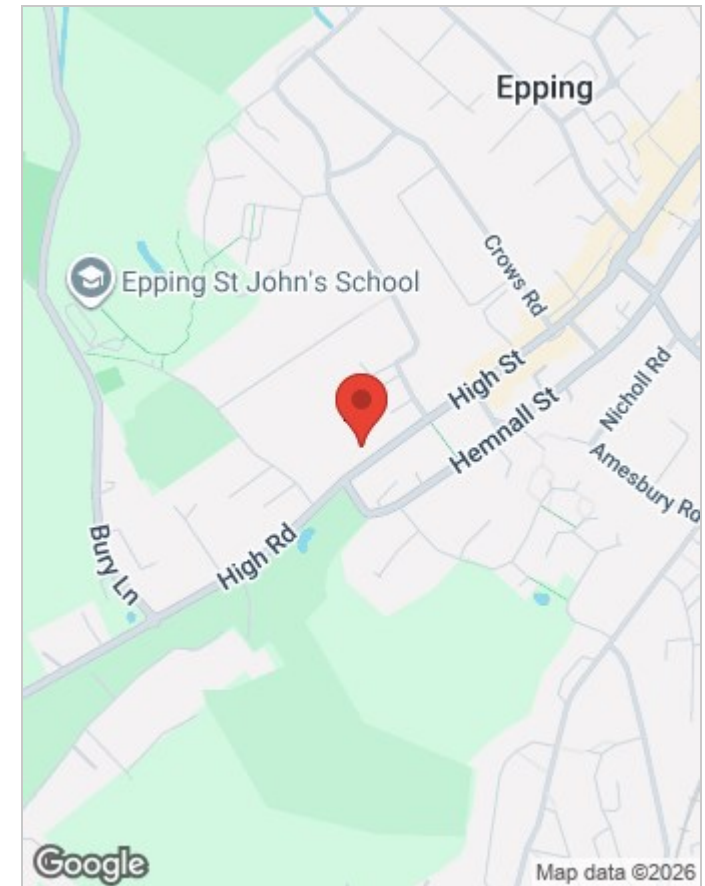 Epping
Crows Rd
Epping St John's School
High St
Nicholl Rd
Hemnall St
Amesbury Rd
High Rd
Bury Ln
Google
Map data ©2026